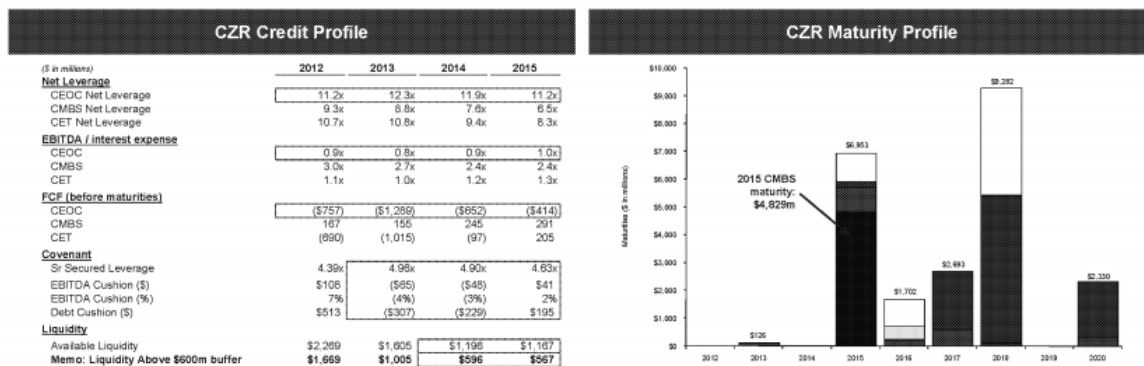 CZR Credit Profile
($ in millions) 2012 2013 2014 2015
Net Leverage
CEOC Net Leverage 11.2x 12.3x 11.9x 11.2x
CMBS Net Leverage 9.3x 8.8x 7.6x 6.5x
CET Net Leverage 10.7x 10.8x 9.4x 8.3x
EBITDA / interest expense
CEOC 0.9x 0.8x 0.9x 1.0x
CMBS 3.0x 2.7x 2.4x 2.4x
CET 1.1x 1.0x 1.2x 1.3x
FCF (before maturities)
CEOC ($757) ($1,269) ($652) ($414)
CMBS 167 155 245 291
CET (690) (1,015) (97) 205
Covenant
Sr Secured Leverage 4.39x 4.96x 4.90x 4.63x
EBITDA Cushion ($) $106 ($65) ($48) $41
EBITDA Cushion (%) 7% (4%) (3%) 2%
Debt Cushion ($) $513 ($307) ($229) $195
Liquidity
Available Liquidity $2,269 $1,605 $1,196 $1,167
Memo: Liquidity Above $600m buffer $1,669 $1,005 $596 $567
CZR Maturity Profile
Maturities ($ in millions)
$10,000
$9,000
$8,000
$7,000
$6,000
$5,000
$4,000
$3,000
$2,000
$1,000
$0
$126
$6,953
$1,702
$2,693
$9,282
$2,330
2015 CMBS
maturity:
$4,829m
2012 2013 2014 2015 2016 2017 2018 2019 2020